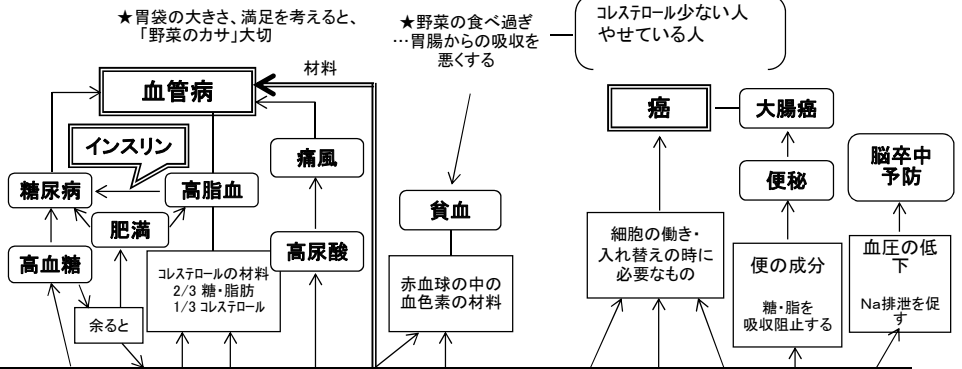 ★胃袋の大きさ、満足を考えると、
「野菜のカサ」大切
★野菜の食べ過ぎ
…胃腸からの吸収を
悪くする
コレステロール少ない人
やせている人
材料
血管病
癌
大腸癌
インスリン
痛風
脳卒中
予防
糖尿病
高脂血
便秘
貧血
肥満
高血糖
高尿酸
コレステロールの材料
2/3 糖・脂肪
1/3 コレステロール
余ると
赤血球の中の
血色素の材料
細胞の働き・
入れ替えの時に
必要なもの
便の成分
糖・脂を
吸収阻止する
血圧の低
下
Na排泄を促
す